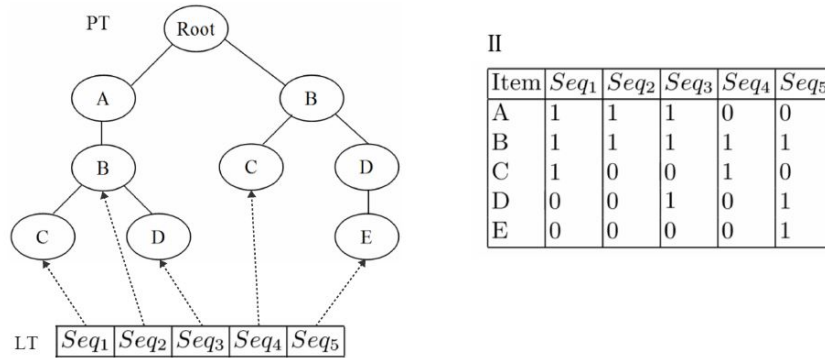 PT
Root
A
B
B
C
D
C
D
E
LT Seq1 Seq2 Seq3 Seq4 Seq5
II
Item Seq1 Seq2 Seq3 Seq4 Seq5
A 1 1 1 0 0
B 1 1 1 1 1
C 1 0 0 1 0
D 0 0 1 0 1
E 0 0 0 0 1